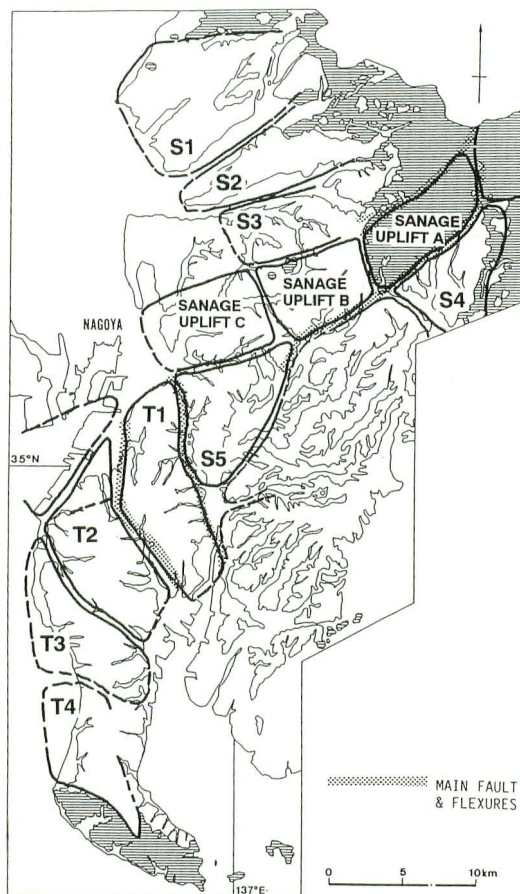 S1
S2
S3
SANAGE
UPLIFT A
SANAGE
UPLIFT B
SANAGE
UPLIFT C
S4
NAGOYA
T1
35°N
S5
T2
T3
T4
MAIN FAULT
& FLEXURES
0 5 10km
137°E